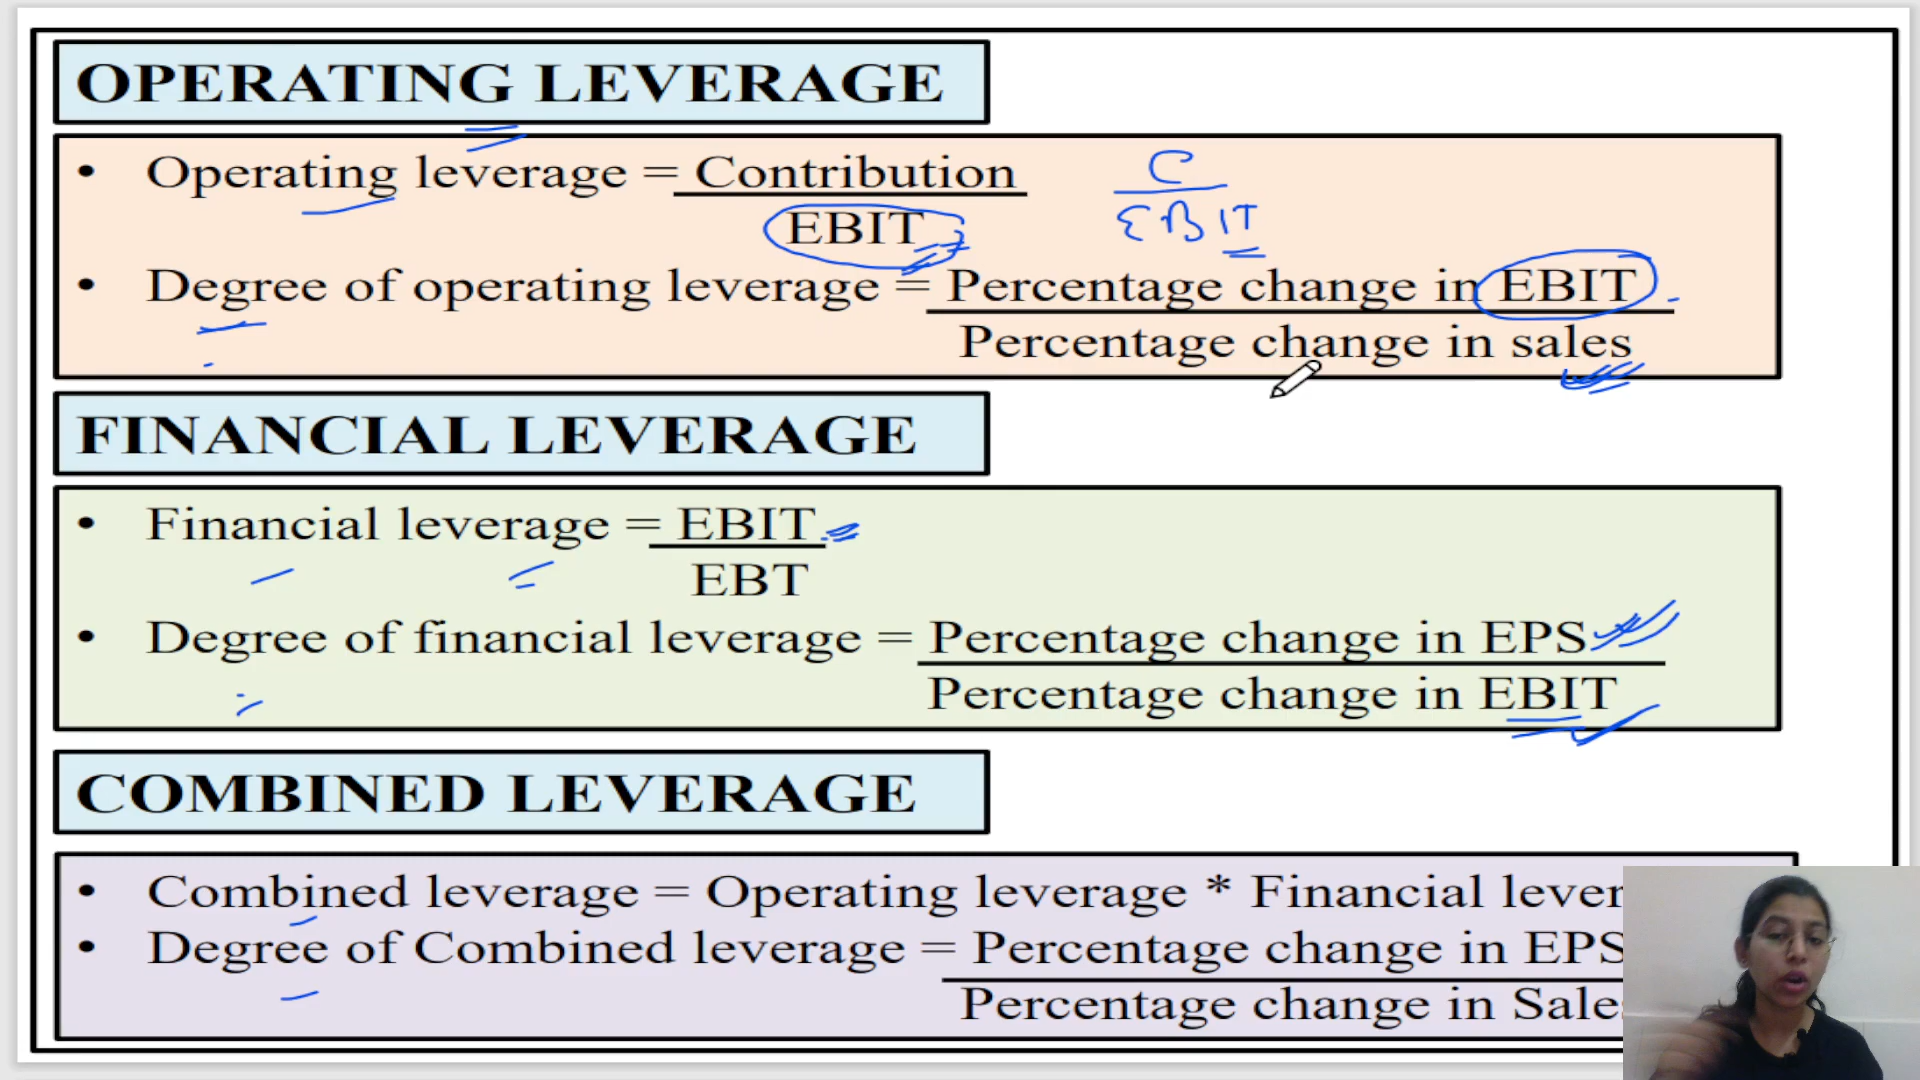 OPERATING LEVERAGE
• Operating leverage = Contribution
EBIT
C
EBIT
• Degree of operating leverage = Percentage change in EBIT
Percentage change in sales
FINANCIAL LEVERAGE
• Financial leverage = EBIT
EBT
• Degree of financial leverage = Percentage change in EPS
Percentage change in EBIT
COMBINED LEVERAGE
• Combined leverage = Operating leverage * Financial lever
• Degree of Combined leverage = Percentage change in EPS
Percentage change in Sale